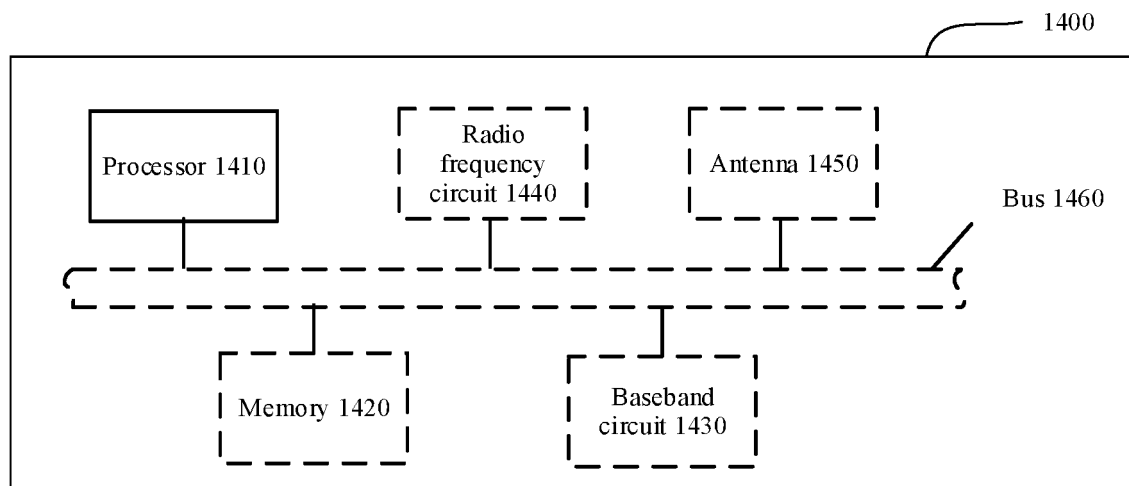 1400
Processor 1410
Radio
frequency
circuit 1440
Antenna 1450
Bus 1460
Memory 1420
Baseband
circuit 1430